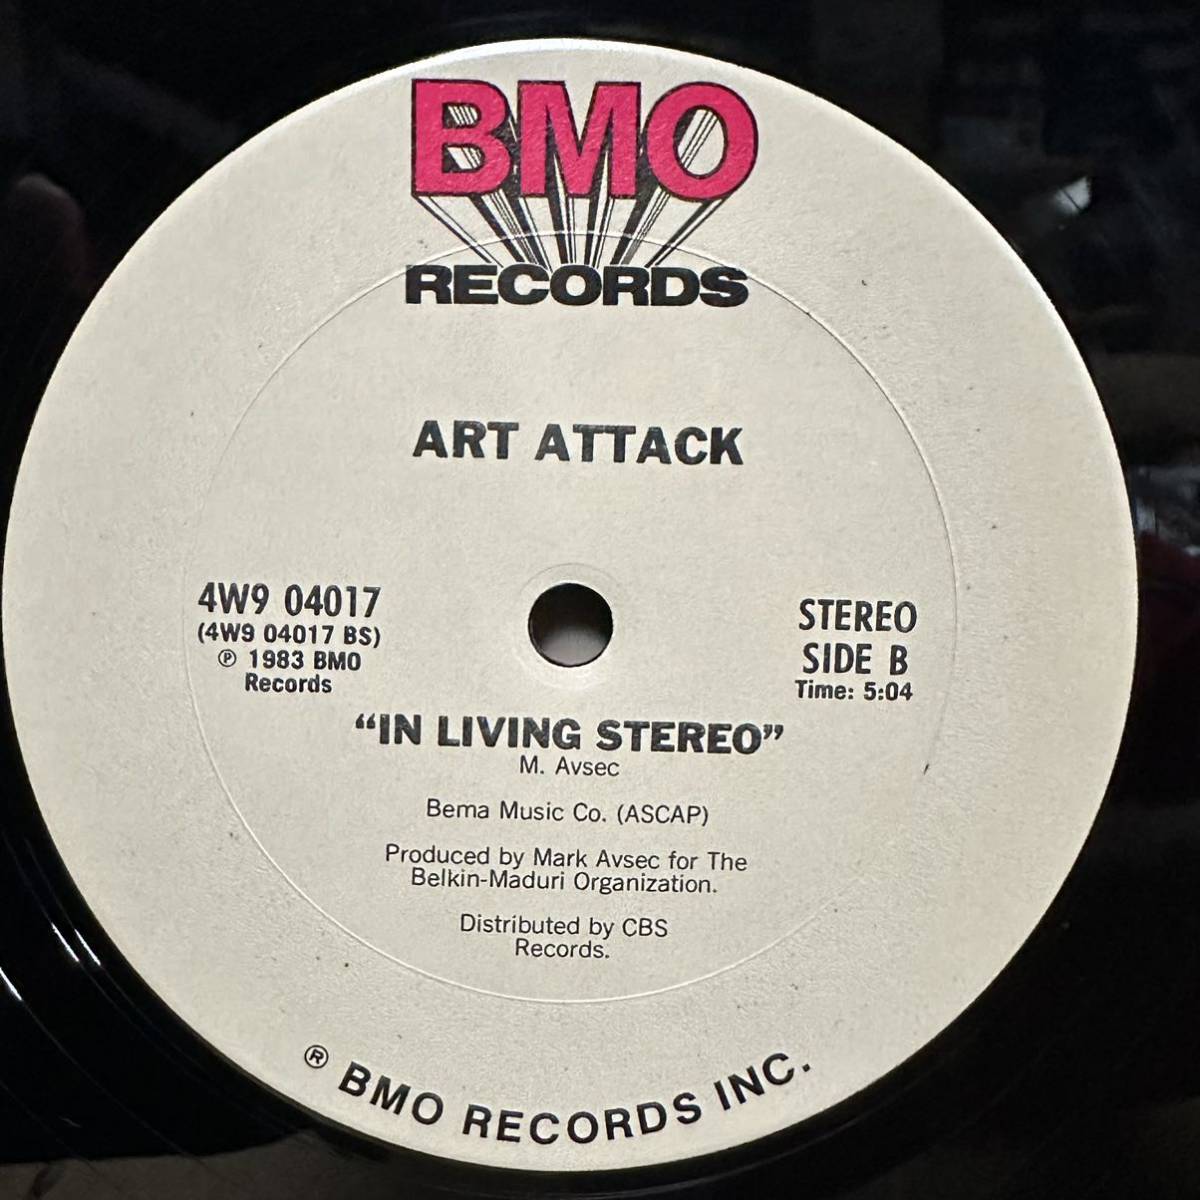 BMO
RECORDS
ART ATTACK
4W9 04017
(4W9 04017 BS)
℗ 1983 BMO
Records
STEREO
SIDE B
Time: 5:04
“IN LIVING STEREO”
M. Avsec
Bema Music Co. (ASCAP)
Produced by Mark Avsec for The
Belkin-Maduri Organization.
Distributed by CBS
Records.
® BMO RECORDS INC.